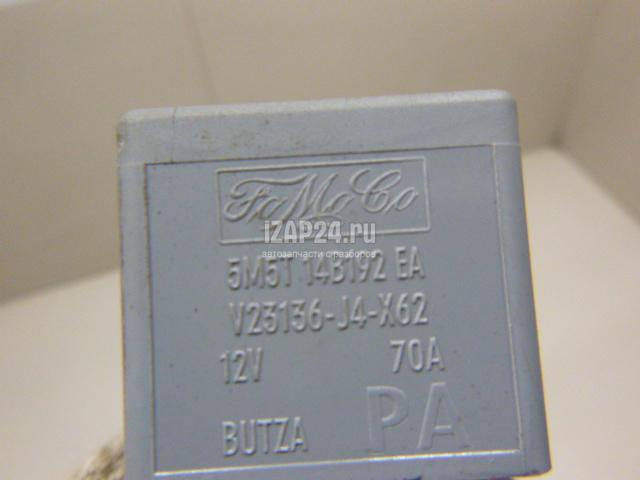 FoMoCo
iZAP24.ru
автозапчасти с разборов
5M5T 14B192 EA
V23136-J4-X62
12V 70A
BUTZA PA